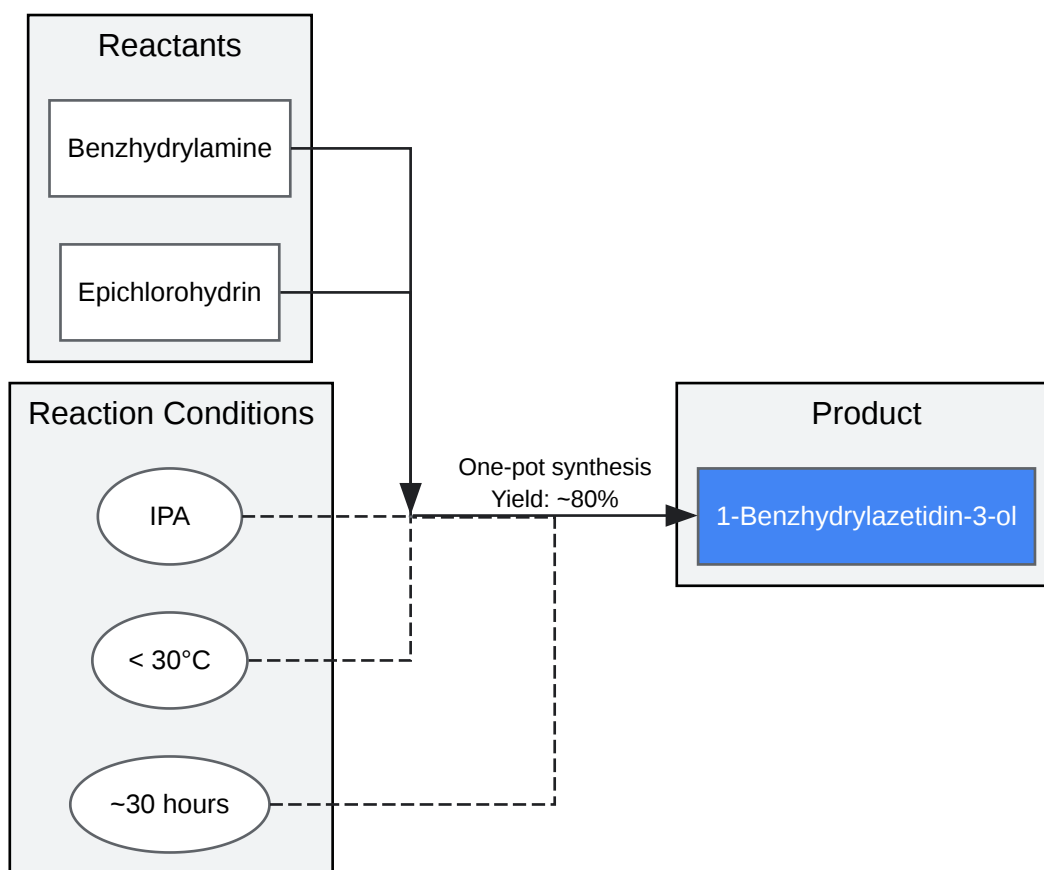 Reactants
Benzhydrylamine
Epichlorohydrin
Reaction Conditions
IPA
< 30°C
~30 hours
One-pot synthesis
Yield: ~80%
Product
1-Benzhydrylazetidin-3-ol